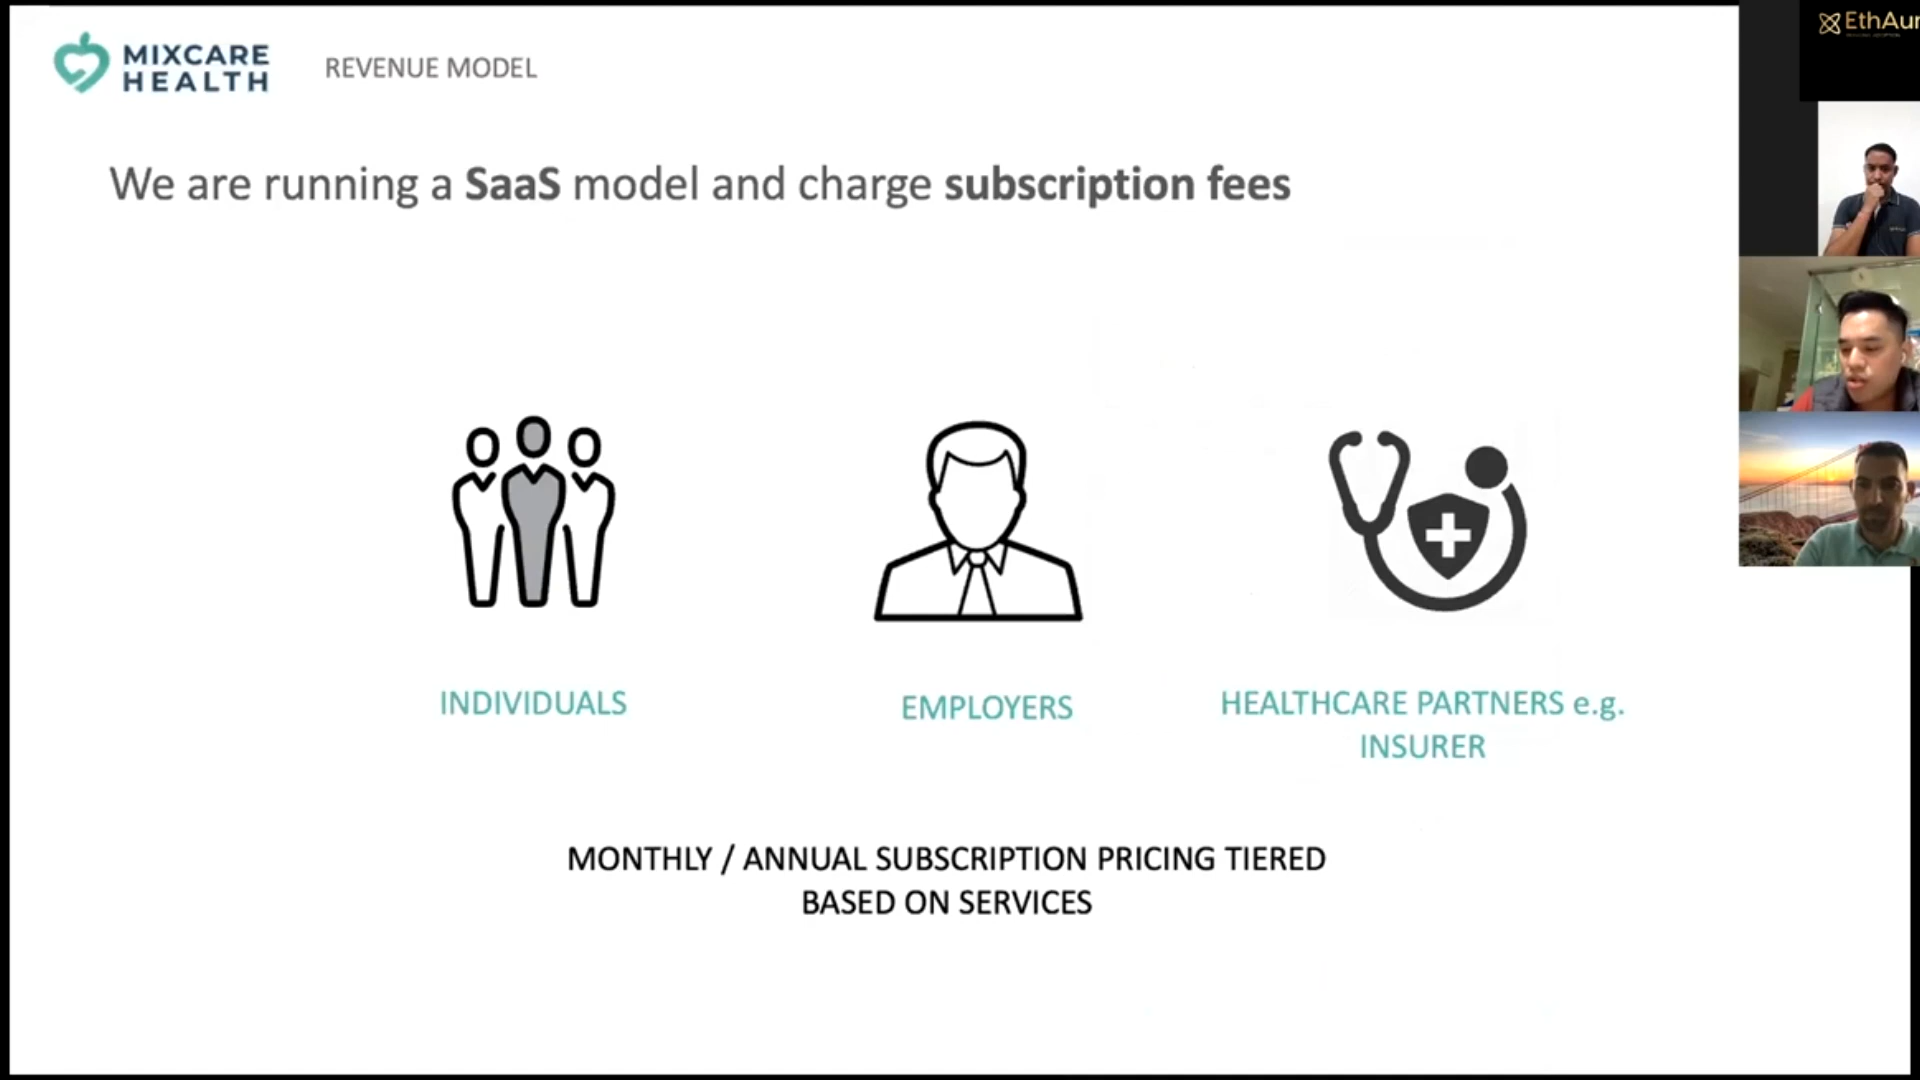 MIXCARE
HEALTH
REVENUE MODEL
We are running a SaaS model and charge subscription fees
INDIVIDUALS
EMPLOYERS
HEALTHCARE PARTNERS e.g.
INSURER
MONTHLY / ANNUAL SUBSCRIPTION PRICING TIERED
BASED ON SERVICES
EthAur